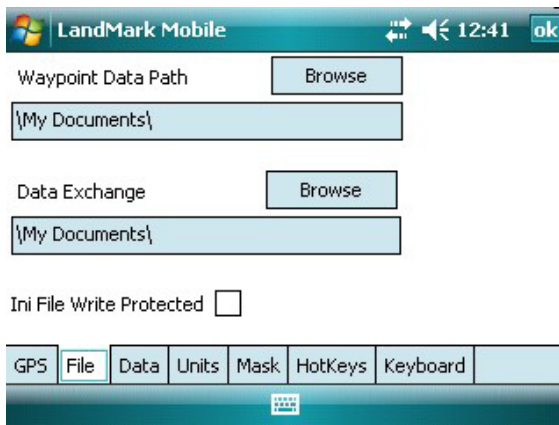 LandMark Mobile 12:41 ok
Waypoint Data Path Browse
\My Documents\
Data Exchange Browse
\My Documents\
Ini File Write Protected
GPS File Data Units Mask HotKeys Keyboard